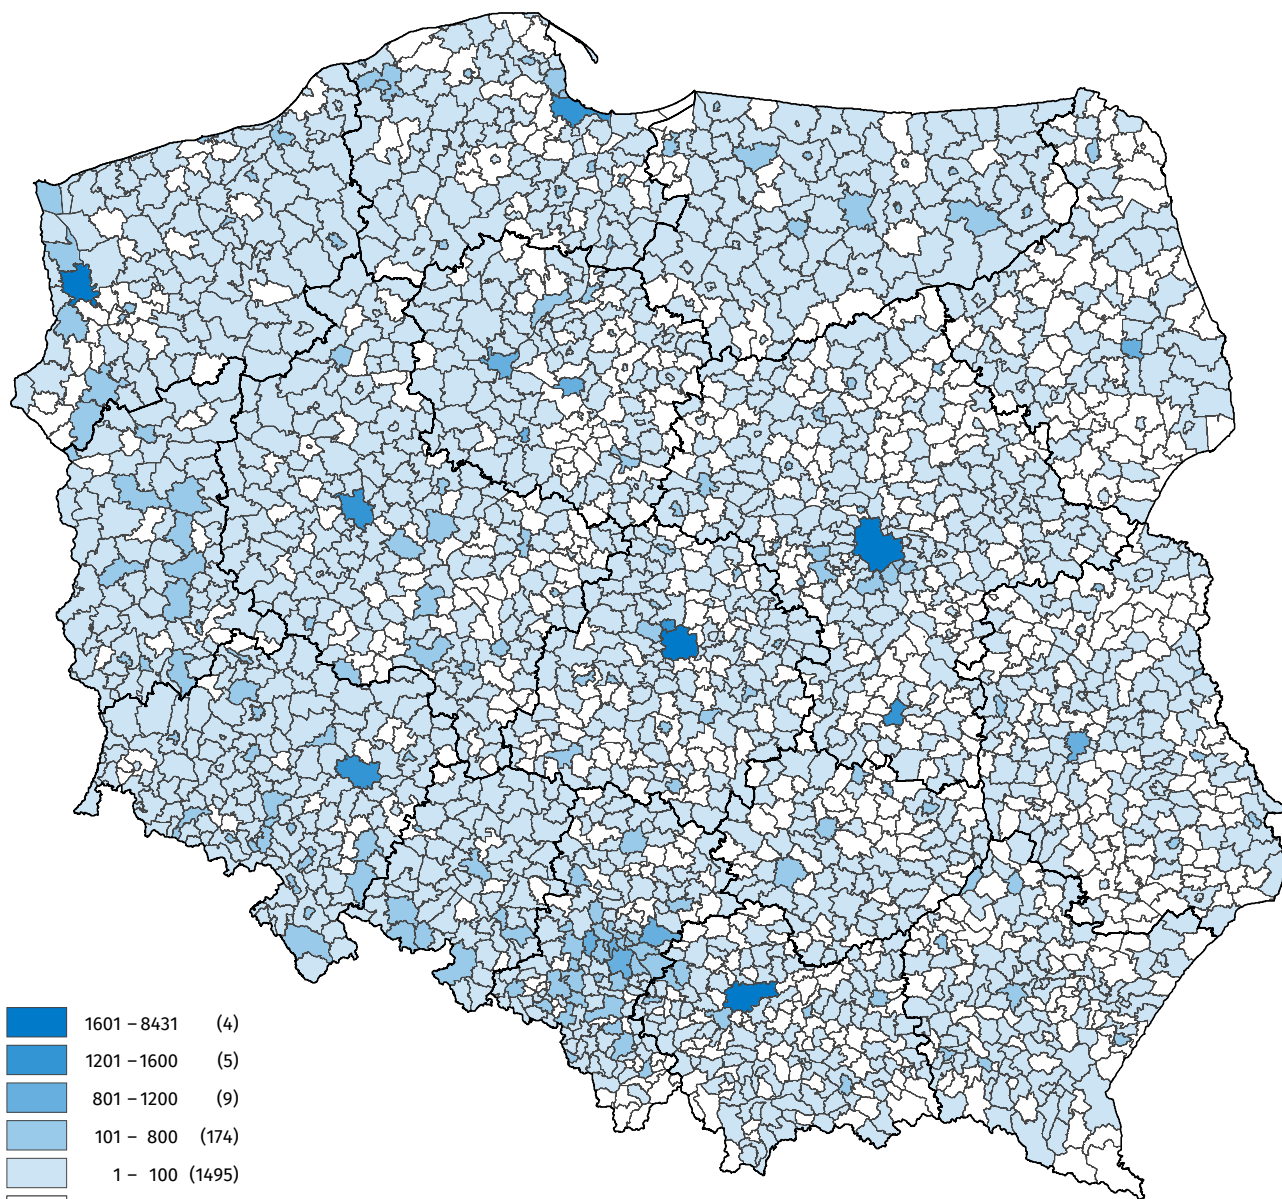 1601 – 8431 (4)
1201 – 1600 (5)
801 – 1200 (9)
101 – 800 (174)
1 – 100 (1495)